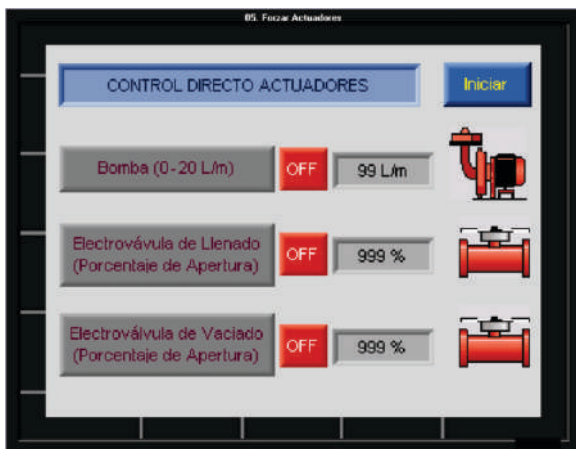 05. Forzar Actuadores
CONTROL DIRECTO ACTUADORES
Iniciar
Bomba (0-20 L/m)
OFF
99 L/m
Electrovávula de Llenado
(Porcentaje de Apertura)
OFF
999 %
Electroválvula de Vaciado
(Porcentaje de Apertura)
OFF
999 %